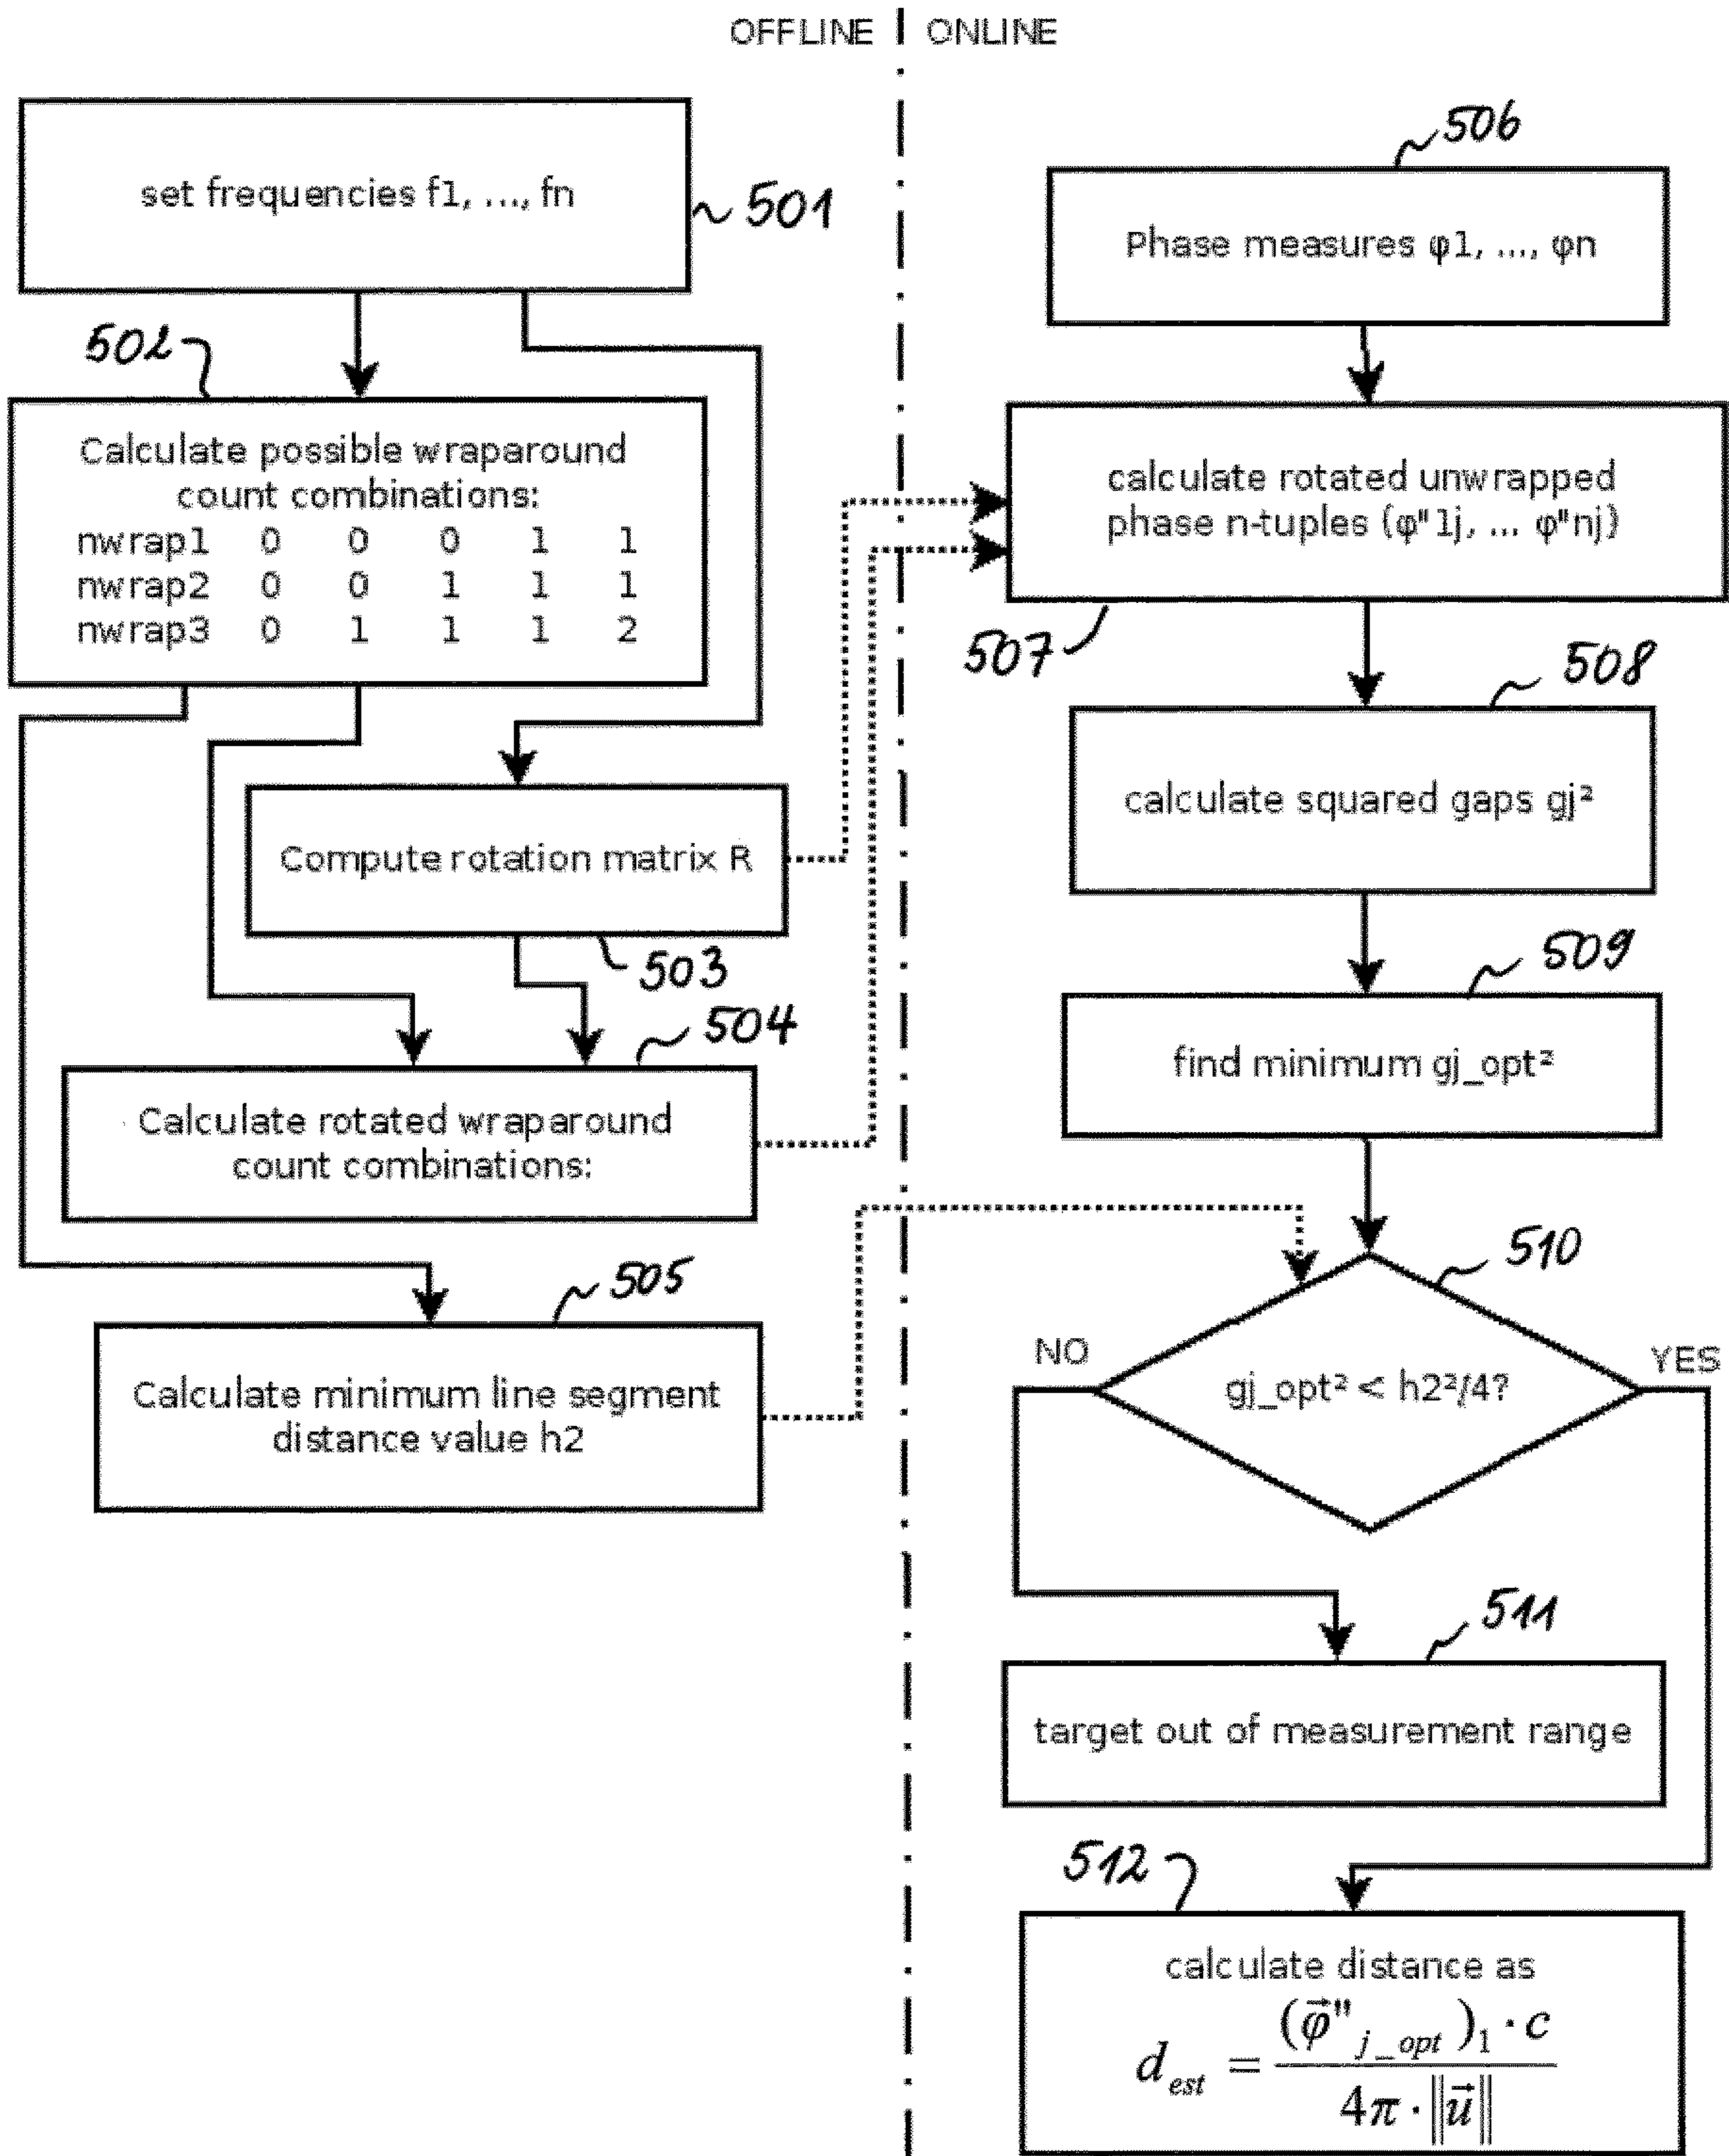 OFFLINE ONLINE
set frequencies f1, ..., fn
501
502
Calculate possible wraparound
count combinations:
nwrap1 0 0 0 1 1
nwrap2 0 0 1 1 1
nwrap3 0 1 1 1 2
Compute rotation matrix R
503
504
Calculate rotated wraparound
count combinations:
505
Calculate minimum line segment
distance value h2
506
Phase measures φ1, ..., φn
calculate rotated unwrapped
phase n-tuples (φ"1j, ... φ"nj)
507
508
calculate squared gaps gj²
509
find minimum gj_opt²
510
NO
YES
gj_opt² < h2²/4?
511
target out of measurement range
512
calculate distance as
d_est = (φ⃗"_{j_opt})₁ · c / 4π · ‖u⃗‖